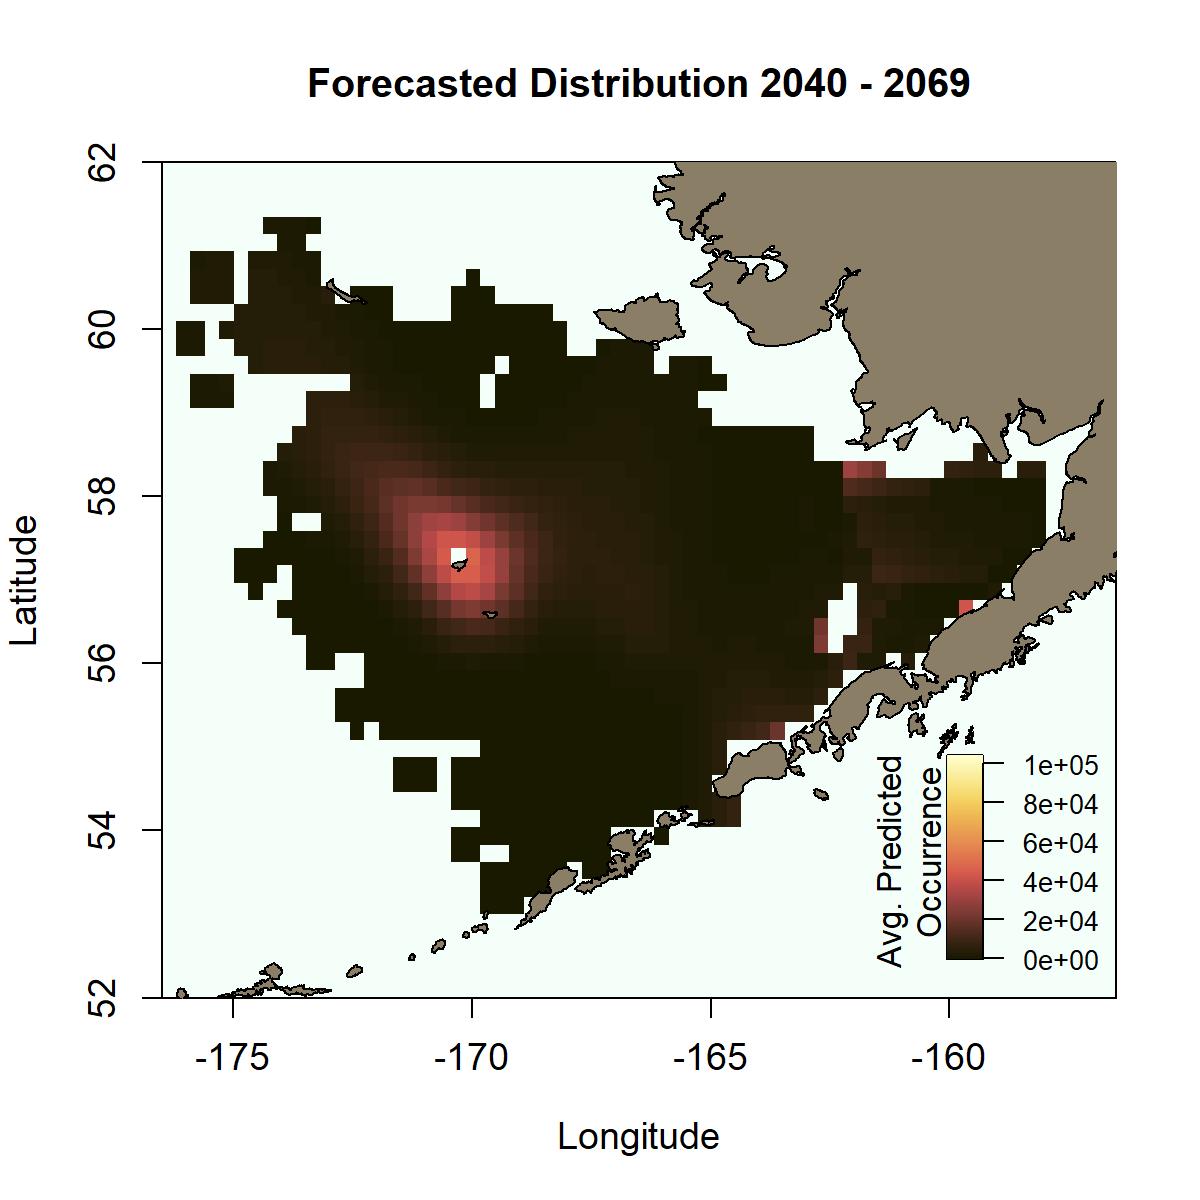 Forecasted Distribution 2040 - 2069
62
60
58
56
54
52
Latitude
-175
-170
-165
-160
Longitude
Avg. Predicted
Occurrence
1e+05
8e+04
6e+04
4e+04
2e+04
0e+00